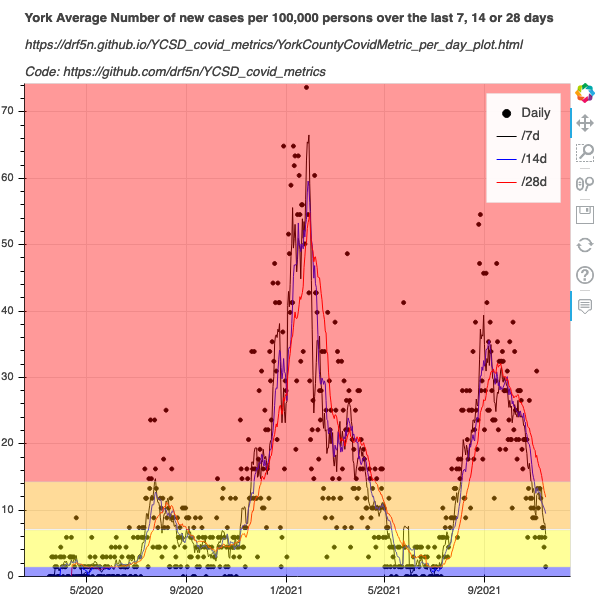 York Average Number of new cases per 100,000 persons over the last 7, 14 or 28 days
https://drf5n.github.io/YCSD_covid_metrics/YorkCountyCovidMetric_per_day_plot.html
Code: https://github.com/drf5n/YCSD_covid_metrics
Daily
/7d
/14d
/28d
70
60
50
40
30
20
10
0
5/2020 9/2020 1/2021 5/2021 9/2021